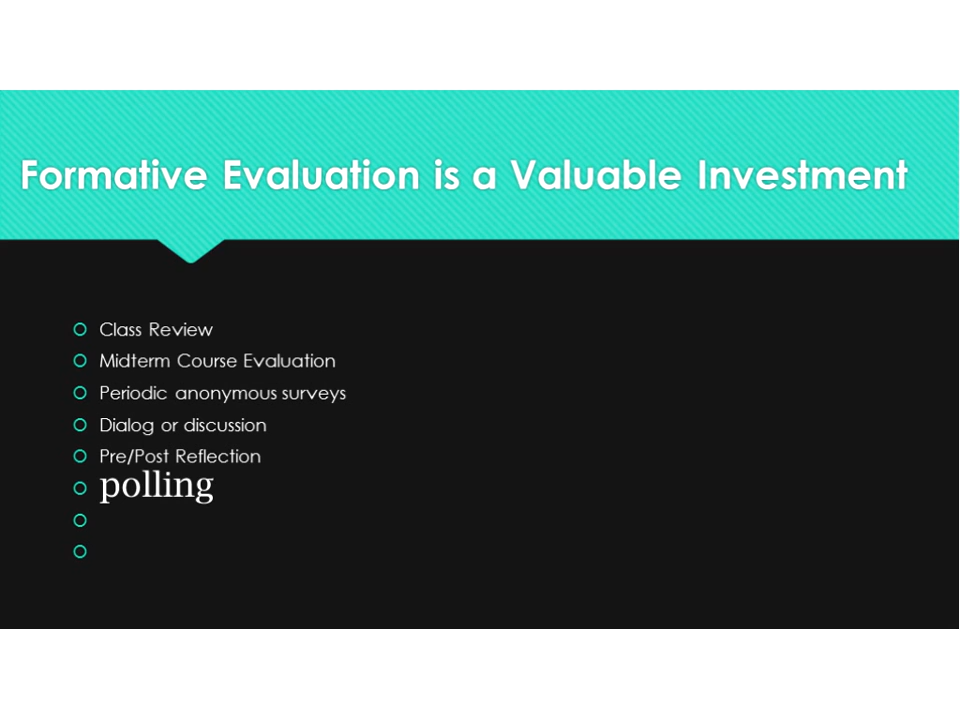 Formative Evaluation is a Valuable Investment
Class Review
Midterm Course Evaluation
Periodic anonymous surveys
Dialog or discussion
Pre/Post Reflection
polling